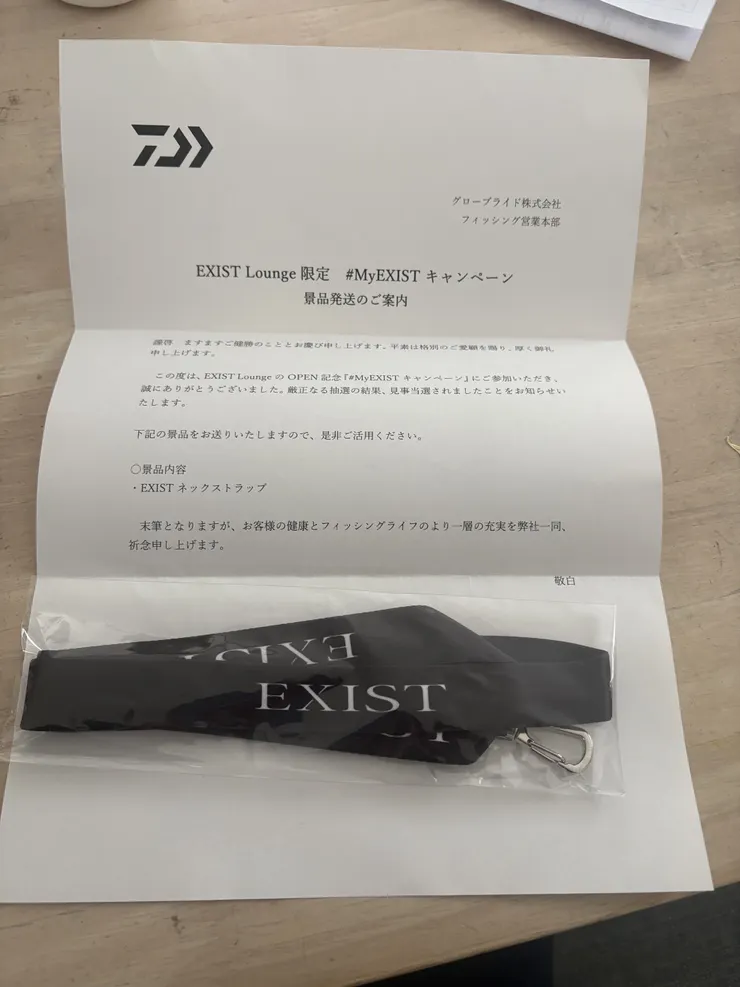 グローブライド株式会社
フィッシング営業本部
EXIST Lounge 限定　#MyEXIST キャンペーン
景品発送のご案内
謹啓　ますますご健勝のこととお慶び申し上げます。平素は格別のご愛顧を賜り、厚く御礼
申し上げます。
この度は、EXIST Lounge の OPEN 記念『#MyEXIST キャンペーン』にご参加いただき、
誠にありがとうございました。厳正なる抽選の結果、見事当選されましたことをお知らせい
たします。
下記の景品をお送りいたしますので、是非ご活用ください。
〇景品内容
・EXIST ネックストラップ
末筆となりますが、お客様の健康とフィッシングライフのより一層の充実を弊社一同、
祈念申し上げます。
敬白
EXIST
EXIST
ST